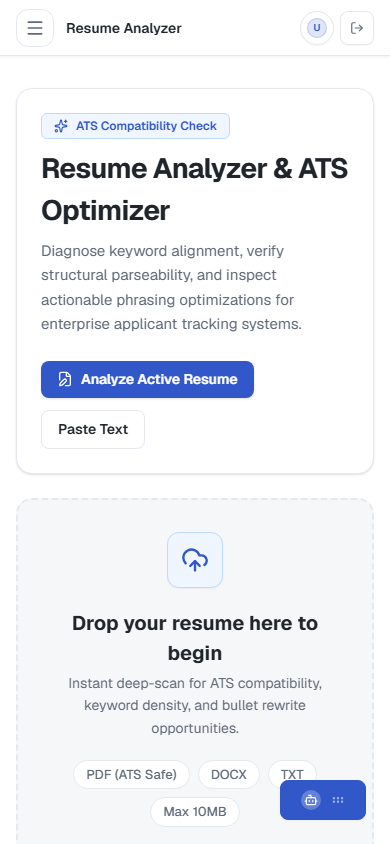 Resume Analyzer
U
ATS Compatibility Check
Resume Analyzer & ATS
Optimizer
Diagnose keyword alignment, verify
structural parseability, and inspect
actionable phrasing optimizations for
enterprise applicant tracking systems.
Analyze Active Resume
Paste Text
Drop your resume here to
begin
Instant deep-scan for ATS compatibility,
keyword density, and bullet rewrite
opportunities.
PDF (ATS Safe)
DOCX
TXT
Max 10MB